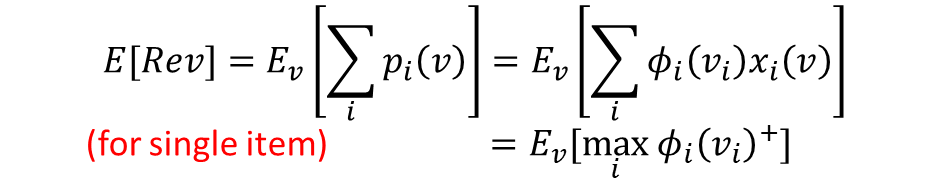 E[Rev] = E_v [∑_i p_i(v)] = E_v [∑_i ϕ_i(v_i)x_i(v)]
(for single item) = E_v[max_i ϕ_i(v_i)^+]